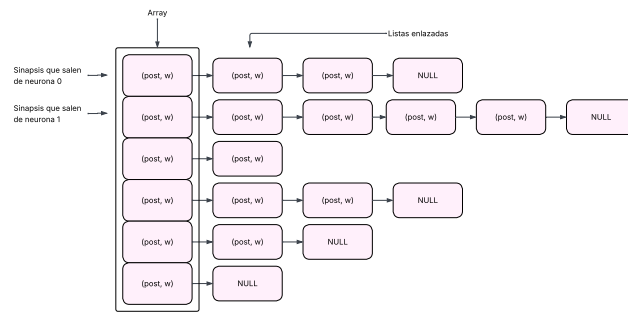 Array
Listas enlazadas
Sinapsis que salen
de neurona 0
(post, w)
(post, w)
(post, w)
NULL
Sinapsis que salen
de neurona 1
(post, w)
(post, w)
(post, w)
(post, w)
(post, w)
NULL
(post, w)
(post, w)
(post, w)
(post, w)
(post, w)
NULL
(post, w)
(post, w)
NULL
(post, w)
NULL